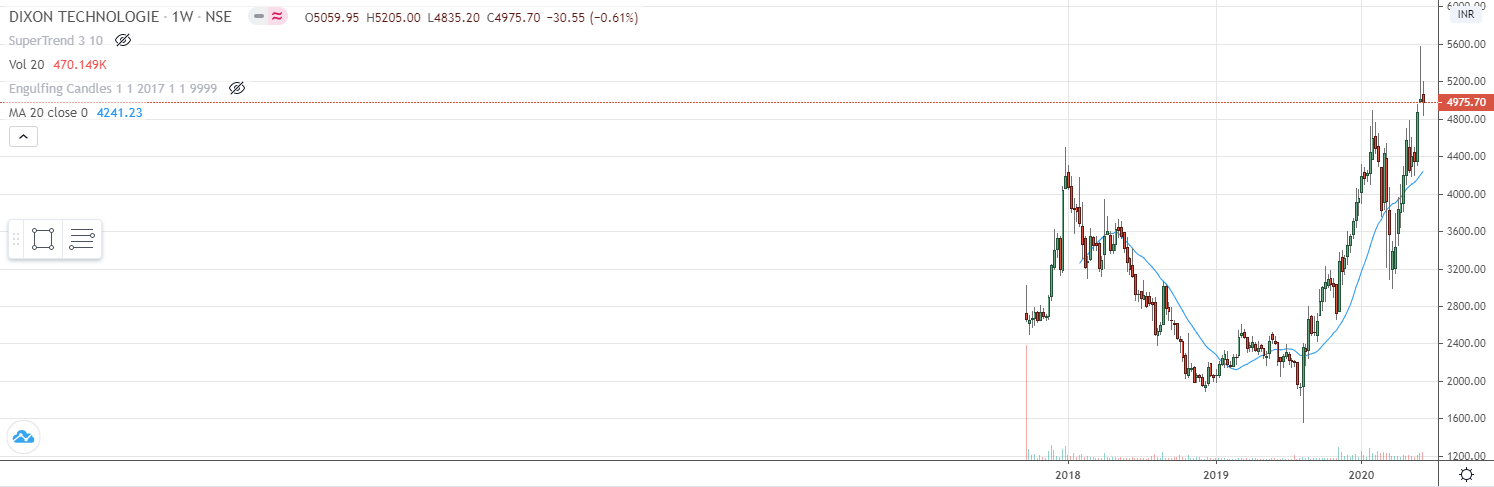 DIXON TECHNOLOGIE · 1W · NSE O5059.95 H5205.00 L4835.20 C4975.70 −30.55 (−0.61%)
SuperTrend 3 10
Vol 20 470.149K
Engulfing Candles 1 1 2017 1 1 9999
MA 20 close 0 4241.23
6000.00
INR
5600.00
5200.00
4975.70
4800.00
4400.00
4000.00
3600.00
3200.00
2800.00
2400.00
2000.00
1600.00
1200.00
2018 2019 2020